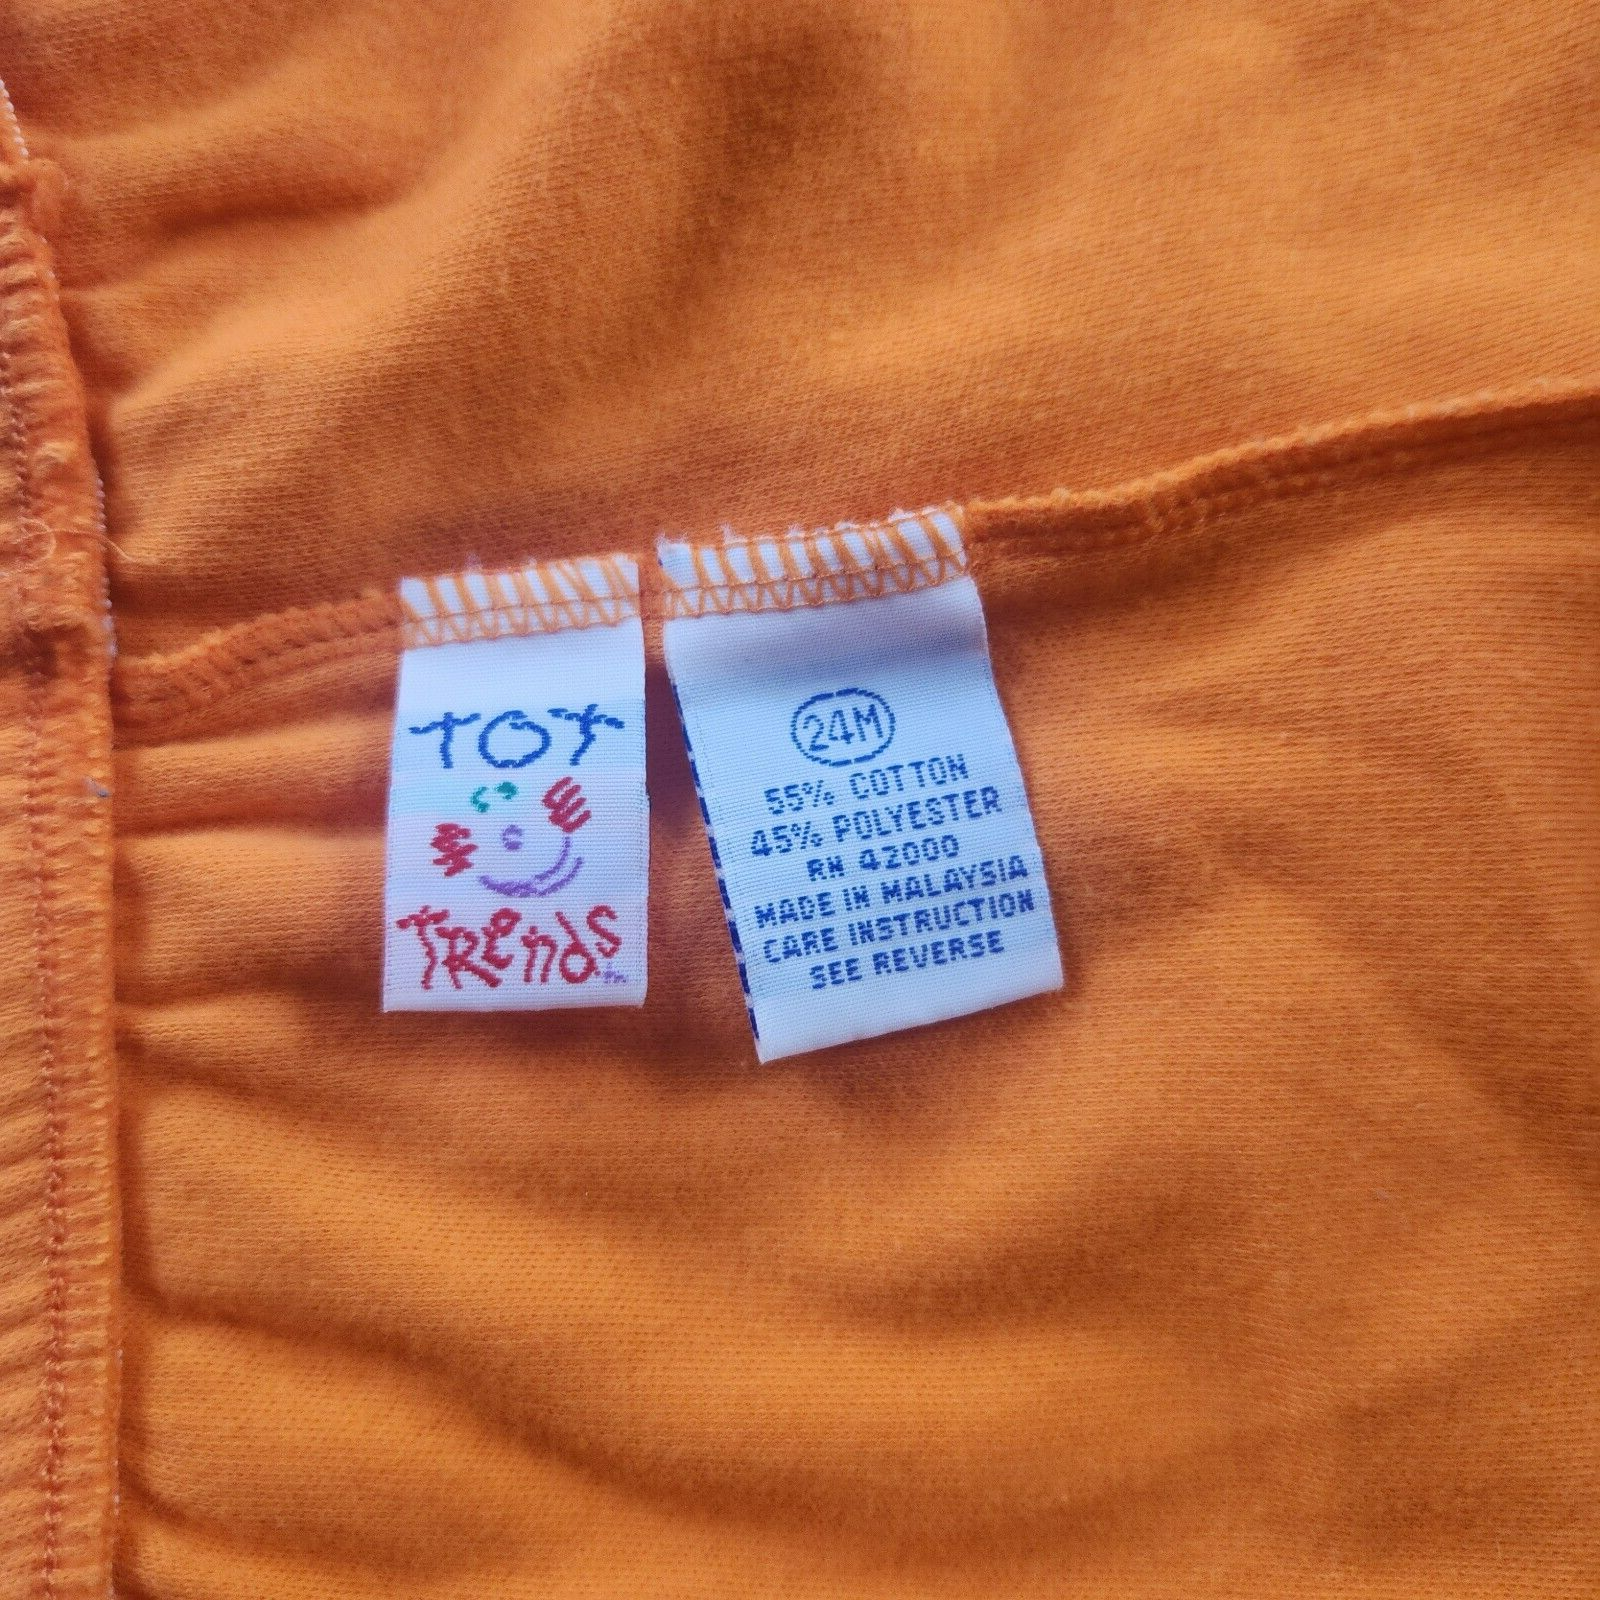 TOT
TRends
24M
55% COTTON
45% POLYESTER
RN 42000
MADE IN MALAYSIA
CARE INSTRUCTION
SEE REVERSE